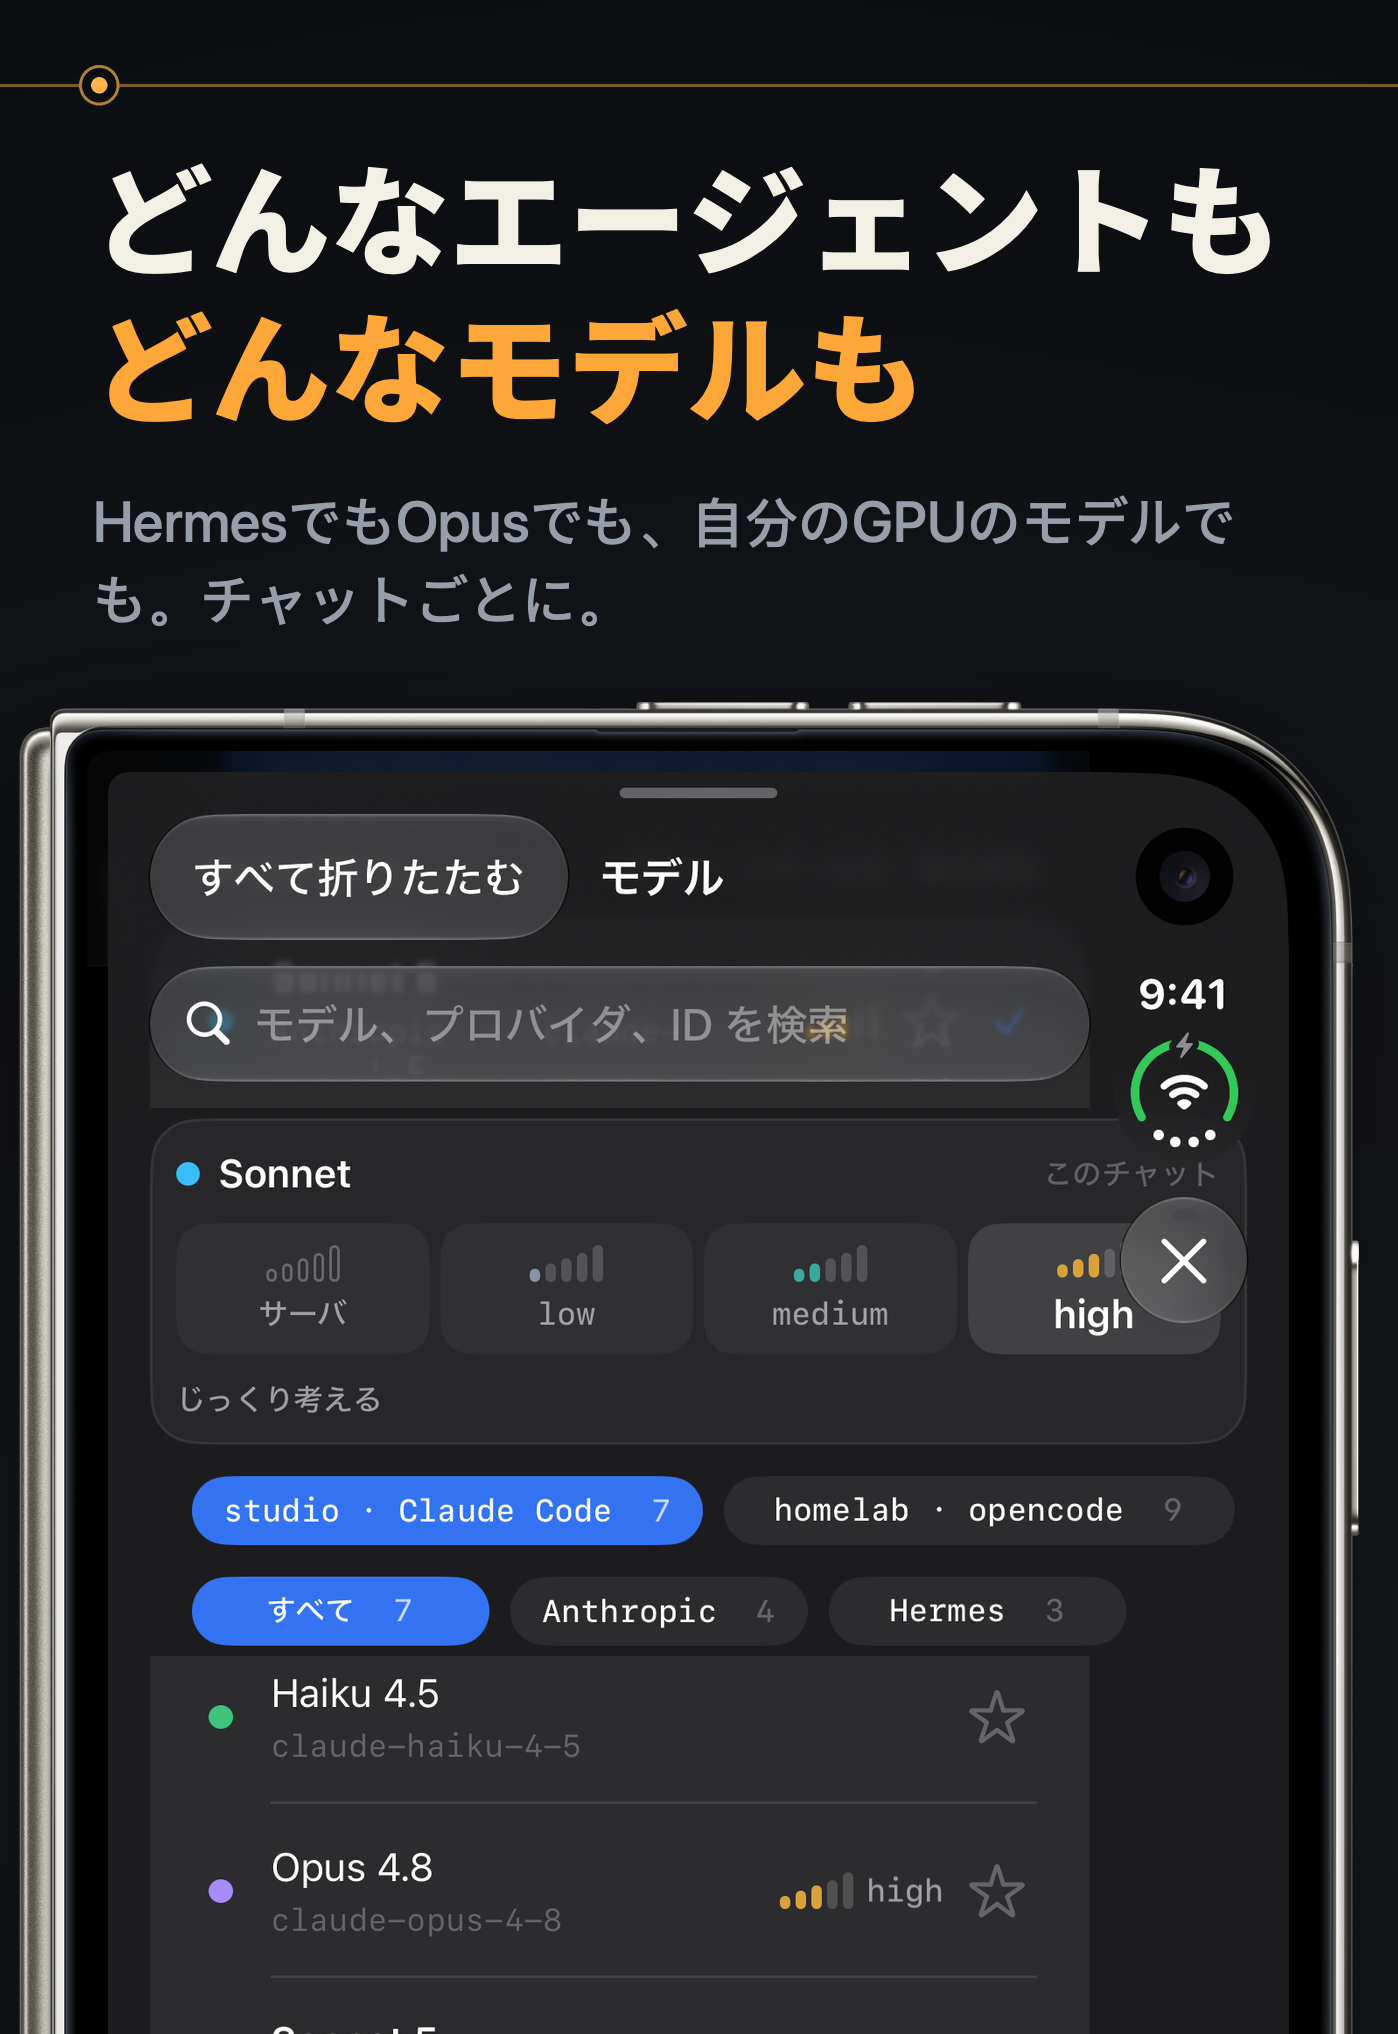 どんなエージェントも
どんなモデルも
HermesでもOpusでも、自分のGPUのモデルで
も。チャットごとに。
すべて折りたたむ
モデル
モデル、プロバイダ、ID を検索
9:41
Sonnet
このチャット
サーバ
low
medium
high
じっくり考える
studio · Claude Code 7
homelab · opencode 9
すべて 7
Anthropic 4
Hermes 3
Haiku 4.5
claude-haiku-4-5
Opus 4.8
claude-opus-4-8
high